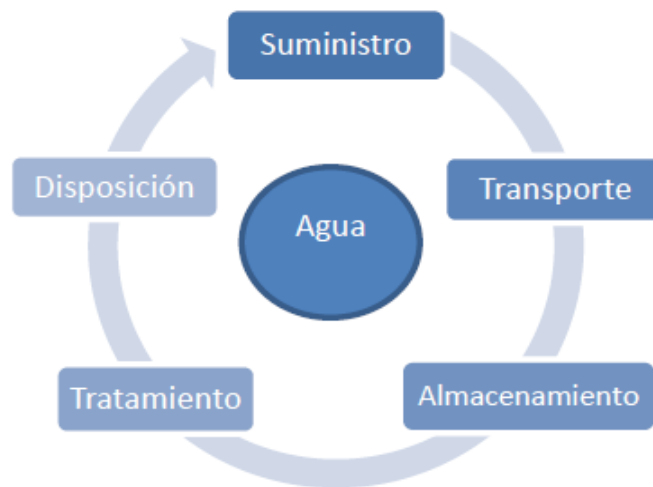 Suministro
Transporte
Almacenamiento
Tratamiento
Disposición
Agua